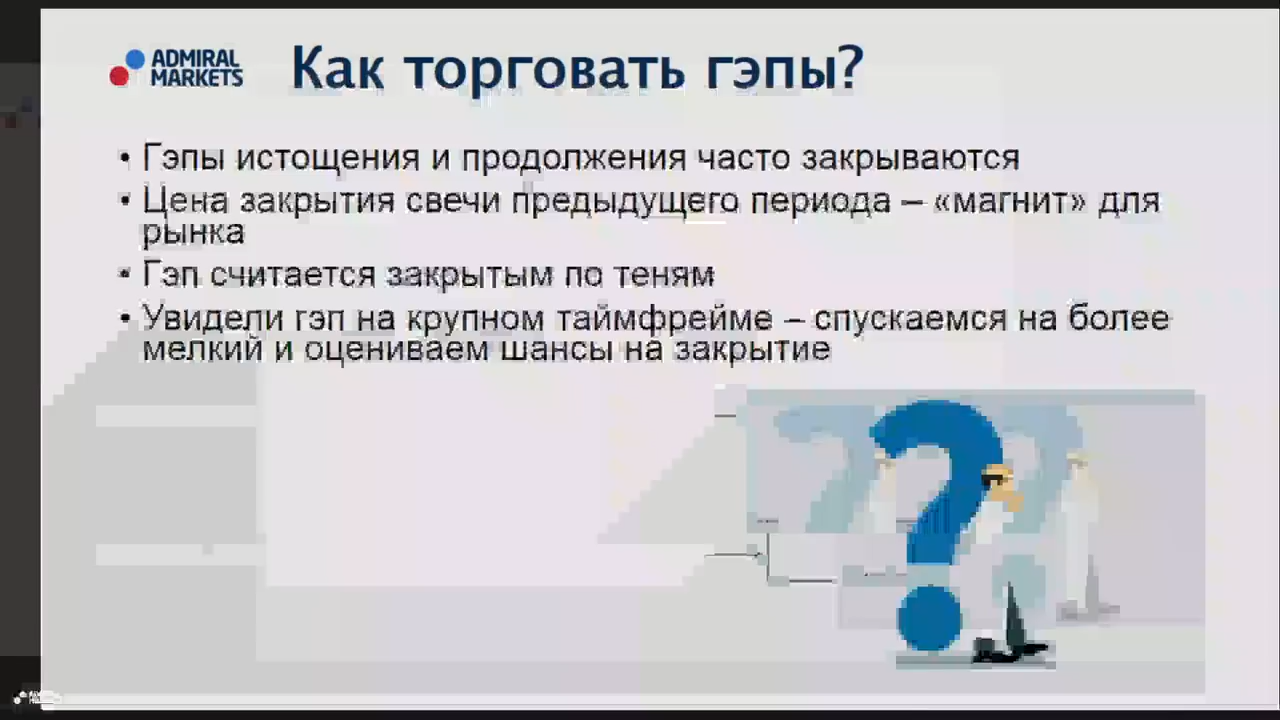 ADMIRAL
MARKETS
Как торговать гэпы?
• Гэпы истощения и продолжения часто закрываются
• Цена закрытия свечи предыдущего периода – «магнит» для
рынка
• Гэп считается закрытым по теням
• Увидели гэп на крупном таймфрейме – спускаемся на более
мелкий и оцениваем шансы на закрытие